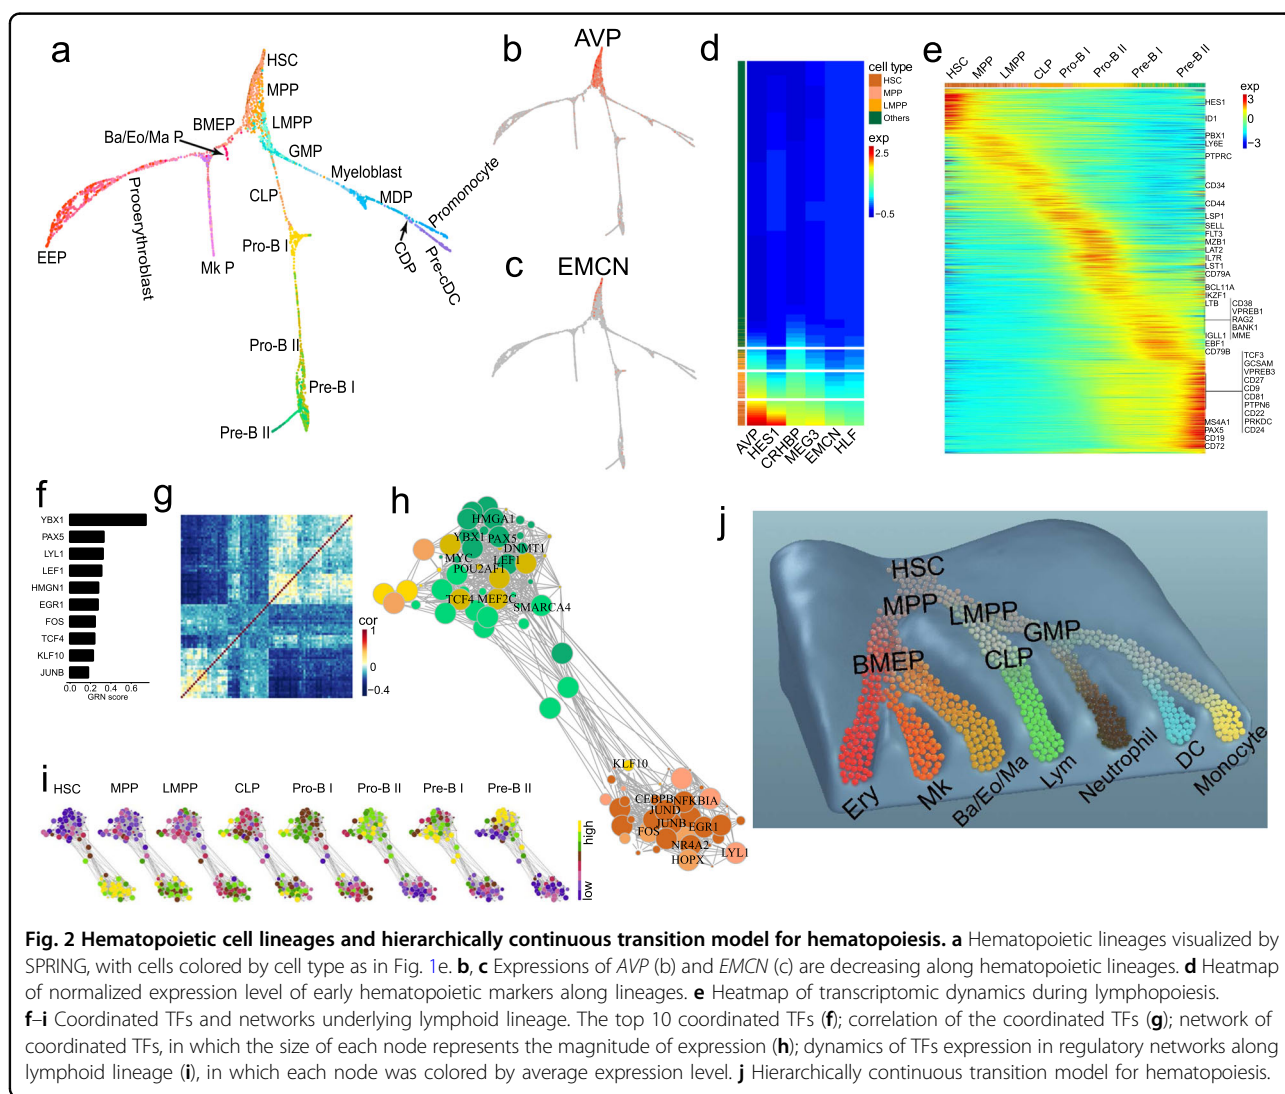 a
HSC
MPP
BMEP
LMPP
Ba/Eo/Ma P
GMP
Myeloblast
CLP
MDP
Promonocyte
Prooerythroblast
Pro-B I
CDP
Pre-cDC
EEP
Mk P
Pro-B II
Pre-B I
Pre-B II
b
AVP
c
EMCN
d
cell type
HSC
MPP
LMPP
Others
exp
2.5
−0.5
AVP
HES1
CRHBP
MEG3
EMCN
HLF
e
HSC
MPP
LMPP
CLP
Pro-B I
Pro-B II
Pre-B I
Pre-B II
exp
3
0
−3
HES1
ID1
PBX1
LY6E
PTPRC
CD34
CD44
LSP1
SELL
FLT3
MZB1
LAT2
IL7R
LST1
CD79A
BCL11A
IKZF1
LTB
CD38
VPREB1
RAG2
BANK1
IGLL1
MME
EBF1
CD79B
TCF3
GCSAM
VPREB3
CD27
CD9
CD81
PTPN6
CD22
MS4A1
PRKDC
PAX5
CD24
CD19
CD72
f
YBX1
PAX5
LYL1
LEF1
HMGN1
EGR1
FOS
TCF4
KLF10
JUNB
0.0 0.2 0.6
GRN score
g
cor
1
0
−0.4
h
HMGA1
YBX1 PAX5
DNMT1
MYC
LEF1
POU2AF1
TCF4 MEF2C
SMARCA4
KLF10
CEBPB NFKBIA
JUND
JUNB EGR1
FOS
NR4A2
LYL1
HOPX
i
HSC MPP LMPP CLP Pro-B I Pro-B II Pre-B I Pre-B II
high
low
j
HSC
MPP
LMPP
GMP
BMEP
CLP
Ery
Mk
Ba/Eo/Ma
Lym
Neutrophil
DC
Monocyte
Fig. 2 Hematopoietic cell lineages and hierarchically continuous transition model for hematopoiesis. a Hematopoietic lineages visualized by
SPRING, with cells colored by cell type as in Fig. 1e. b, c Expressions of AVP (b) and EMCN (c) are decreasing along hematopoietic lineages. d Heatmap
of normalized expression level of early hematopoietic markers along lineages. e Heatmap of transcriptomic dynamics during lymphopoiesis.
f–i Coordinated TFs and networks underlying lymphoid lineage. The top 10 coordinated TFs (f); correlation of the coordinated TFs (g); network of
coordinated TFs, in which the size of each node represents the magnitude of expression (h); dynamics of TFs expression in regulatory networks along
lymphoid lineage (i), in which each node was colored by average expression level. j Hierarchically continuous transition model for hematopoiesis.